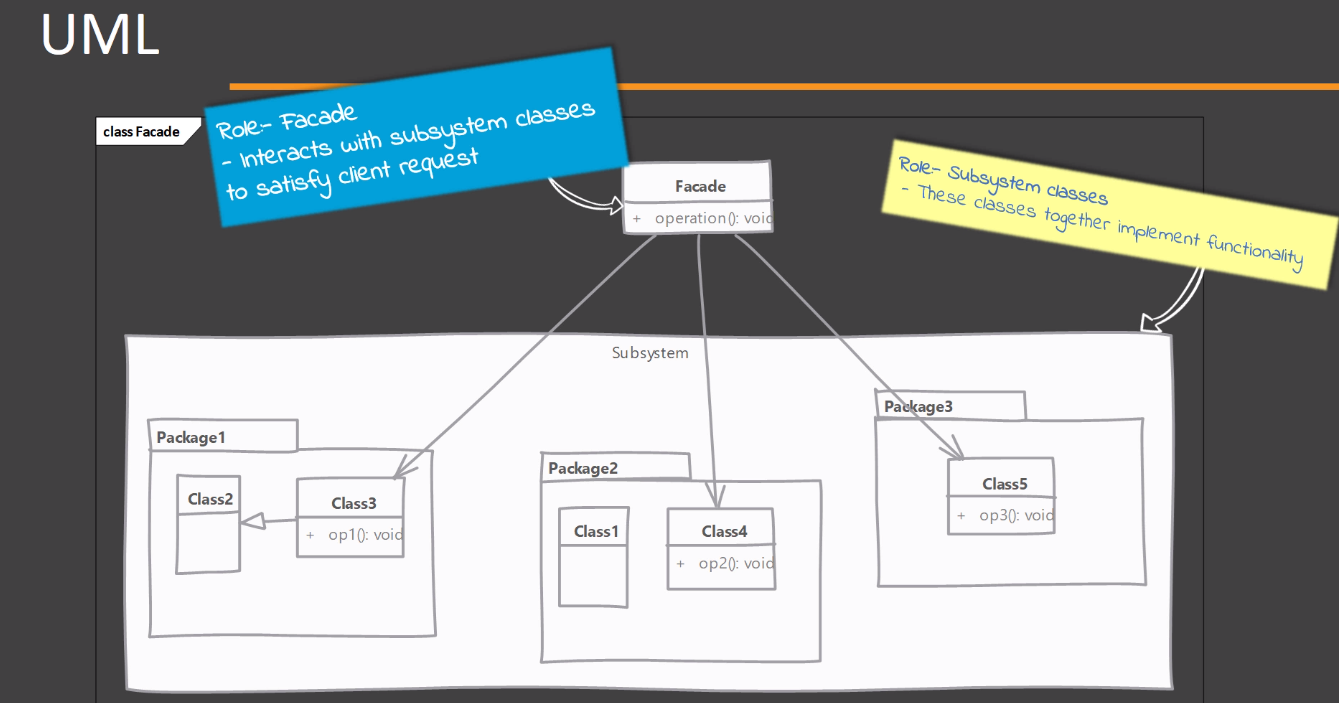 UML
class Facade
Role:- Facade
- Interacts with subsystem classes
to satisfy client request
Role:- Subsystem classes
- These classes together implement functionality
Facade
+ operation(): void
Subsystem
Package1
Class2
Class3
+ op1(): void
Package2
Class1
Class4
+ op2(): void
Package3
Class5
+ op3(): void